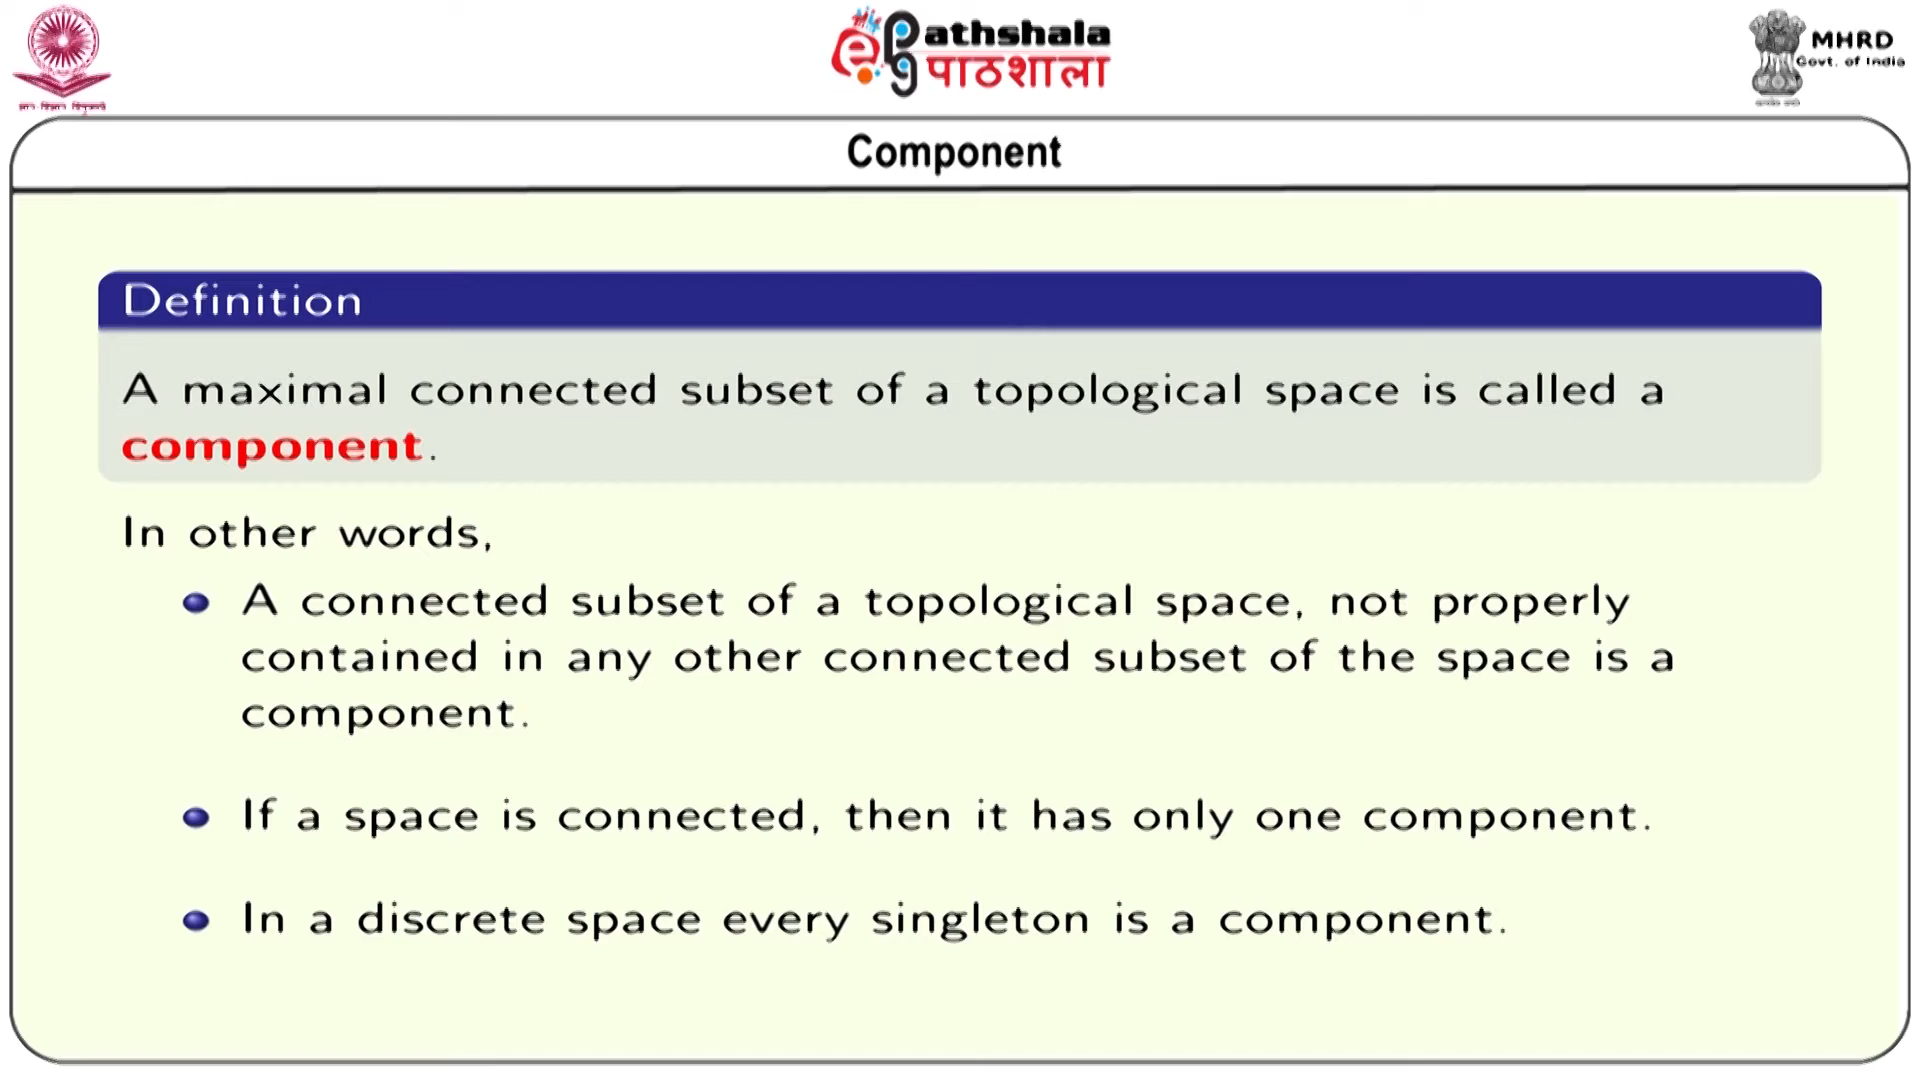 ePG athshala
पाठशाला
MHRD
Govt. of India
Component
Definition
A maximal connected subset of a topological space is called a
component.
In other words,
A connected subset of a topological space, not properly
contained in any other connected subset of the space is a
component.
If a space is connected, then it has only one component.
In a discrete space every singleton is a component.